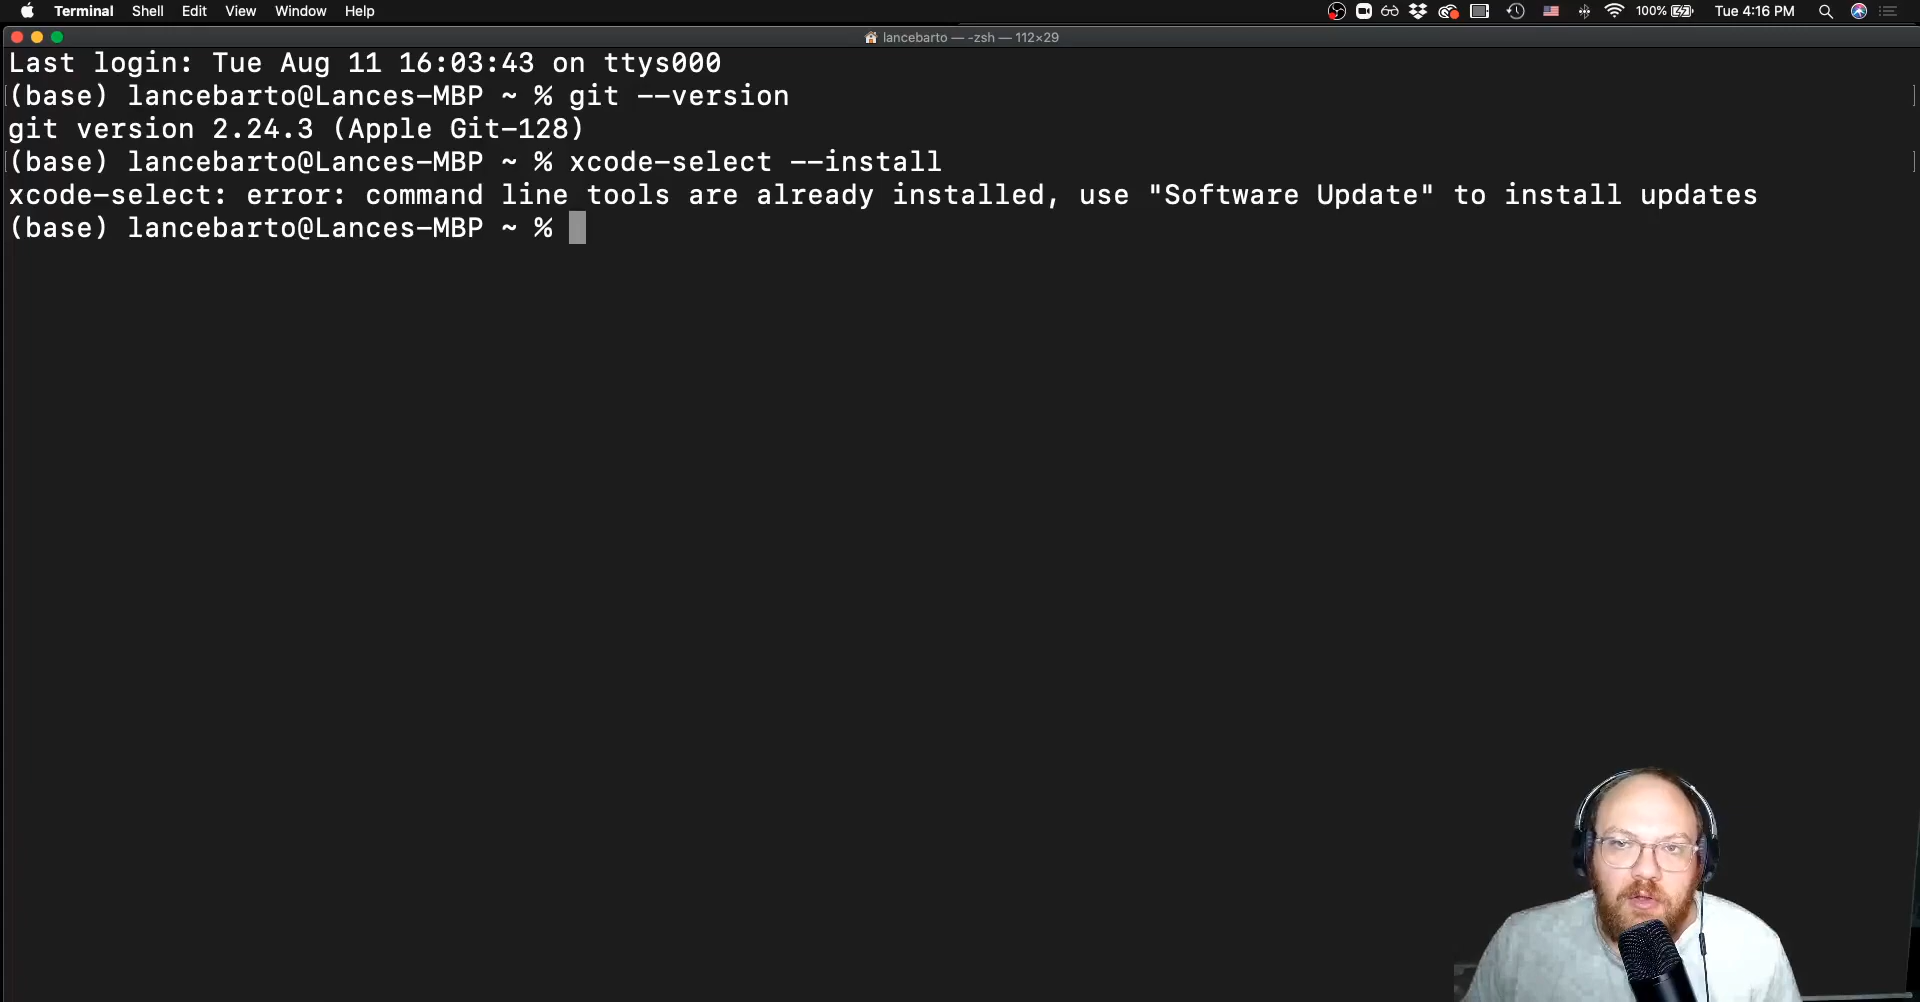 Terminal Shell Edit View Window Help 100% Tue 4:16 PM
lancebarto — -zsh — 112×29
Last login: Tue Aug 11 16:03:43 on ttys000
[(base) lancebarto@Lances-MBP ~ % git --version ]
git version 2.24.3 (Apple Git-128)
[(base) lancebarto@Lances-MBP ~ % xcode-select --install ]
xcode-select: error: command line tools are already installed, use "Software Update" to install updates
(base) lancebarto@Lances-MBP ~ %